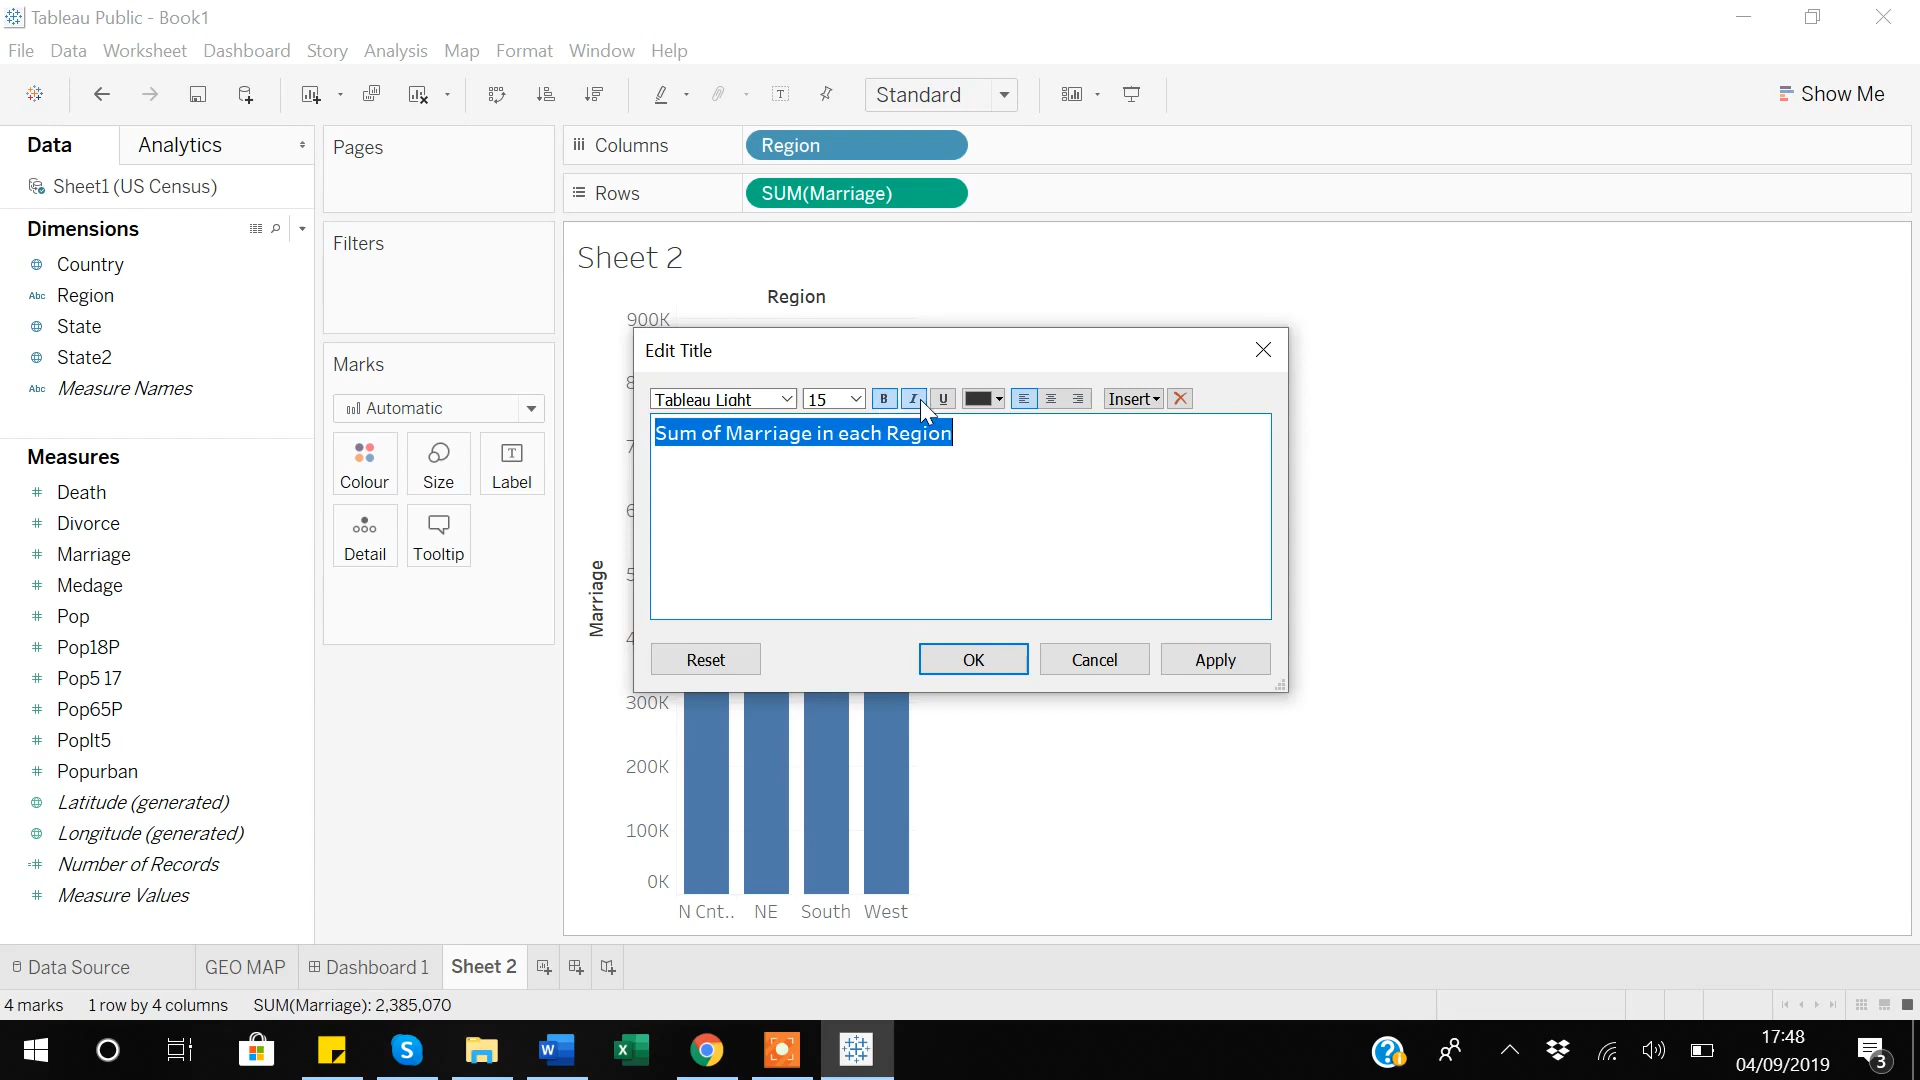 Tableau Public - Book1
File Data Worksheet Dashboard Story Analysis Map Format Window Help
Standard
Show Me
Data Analytics
Sheet1 (US Census)
Dimensions
Country
Abc Region
State
State2
Abc Measure Names
Measures
Death
Divorce
Marriage
Medage
Pop
Pop18P
Pop5 17
Pop65P
Poplt5
Popurban
Latitude (generated)
Longitude (generated)
Number of Records
Measure Values
Pages
Filters
Marks
Automatic
Colour Size Label
Detail Tooltip
Columns Region
Rows SUM(Marriage)
Sheet 2
Region
900K
Edit Title
Tableau Light 15 B I U Insert
Sum of Marriage in each Region
Reset OK Cancel Apply
Marriage
300K
200K
100K
0K
N Cnt.. NE South West
Data Source GEO MAP Dashboard 1 Sheet 2
4 marks 1 row by 4 columns SUM(Marriage): 2,385,070
17:48
04/09/2019
3